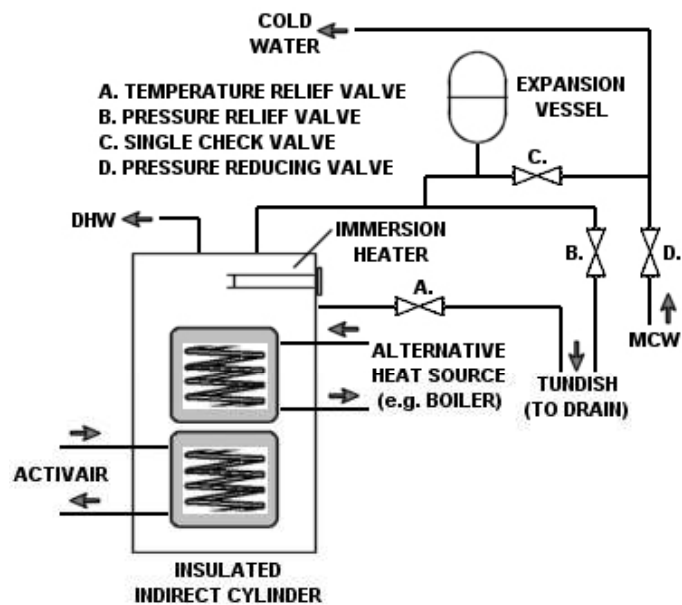 COLD
WATER
A. TEMPERATURE RELIEF VALVE
B. PRESSURE RELIEF VALVE
C. SINGLE CHECK VALVE
D. PRESSURE REDUCING VALVE
EXPANSION
VESSEL
C.
DHW
IMMERSION
HEATER
B.
D.
A.
MCW
ALTERNATIVE
HEAT SOURCE
(e.g. BOILER)
TUNDISH
(TO DRAIN)
ACTIVAIR
INSULATED
INDIRECT CYLINDER